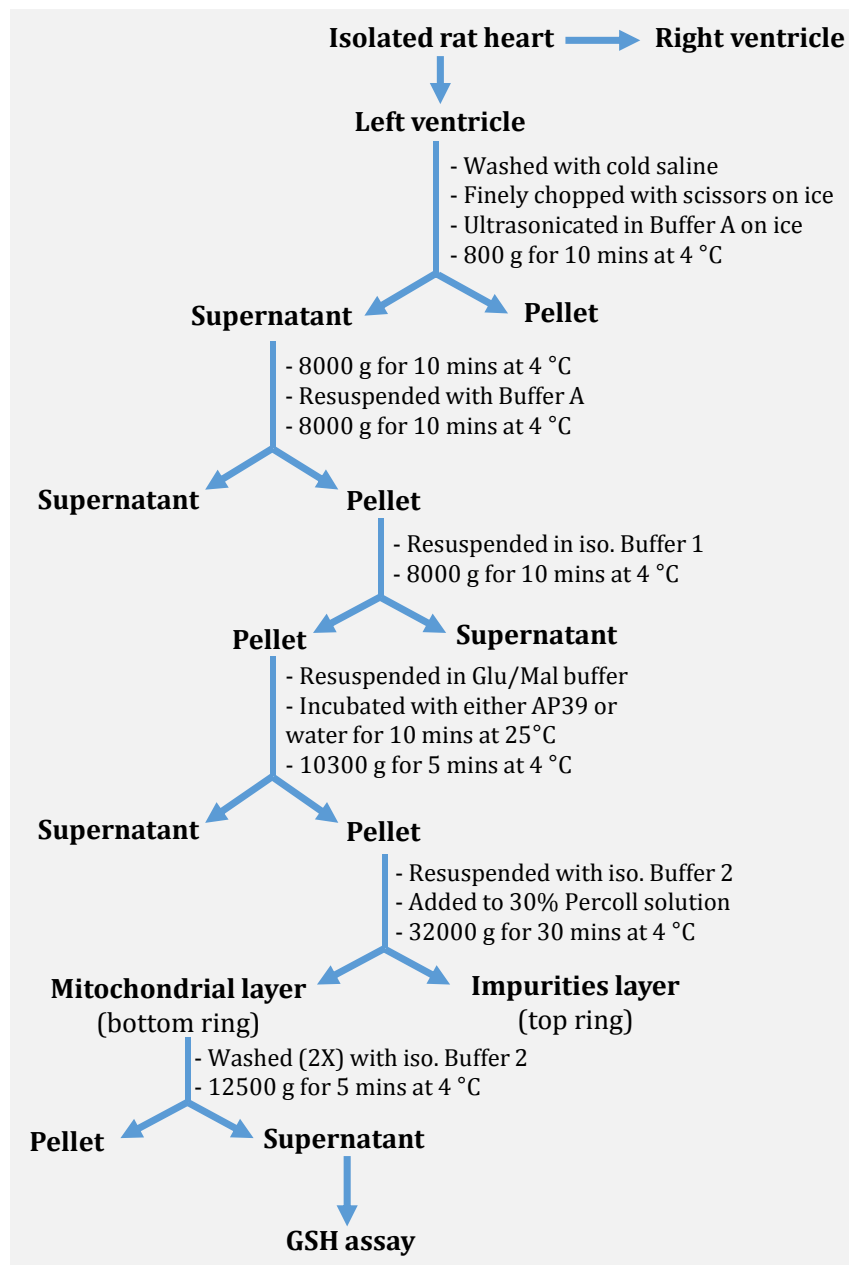 Isolated rat heart
Right ventricle
Left ventricle
- Washed with cold saline
- Finely chopped with scissors on ice
- Ultrasonicated in Buffer A on ice
- 800 g for 10 mins at 4 °C
Supernatant
Pellet
- 8000 g for 10 mins at 4 °C
- Resuspended with Buffer A
- 8000 g for 10 mins at 4 °C
Supernatant
Pellet
- Resuspended in iso. Buffer 1
- 8000 g for 10 mins at 4 °C
Pellet
Supernatant
- Resuspended in Glu/Mal buffer
- Incubated with either AP39 or
water for 10 mins at 25°C
- 10300 g for 5 mins at 4 °C
Supernatant
Pellet
- Resuspended with iso. Buffer 2
- Added to 30% Percoll solution
- 32000 g for 30 mins at 4 °C
Mitochondrial layer
(bottom ring)
Impurities layer
(top ring)
- Washed (2X) with iso. Buffer 2
- 12500 g for 5 mins at 4 °C
Pellet
Supernatant
GSH assay